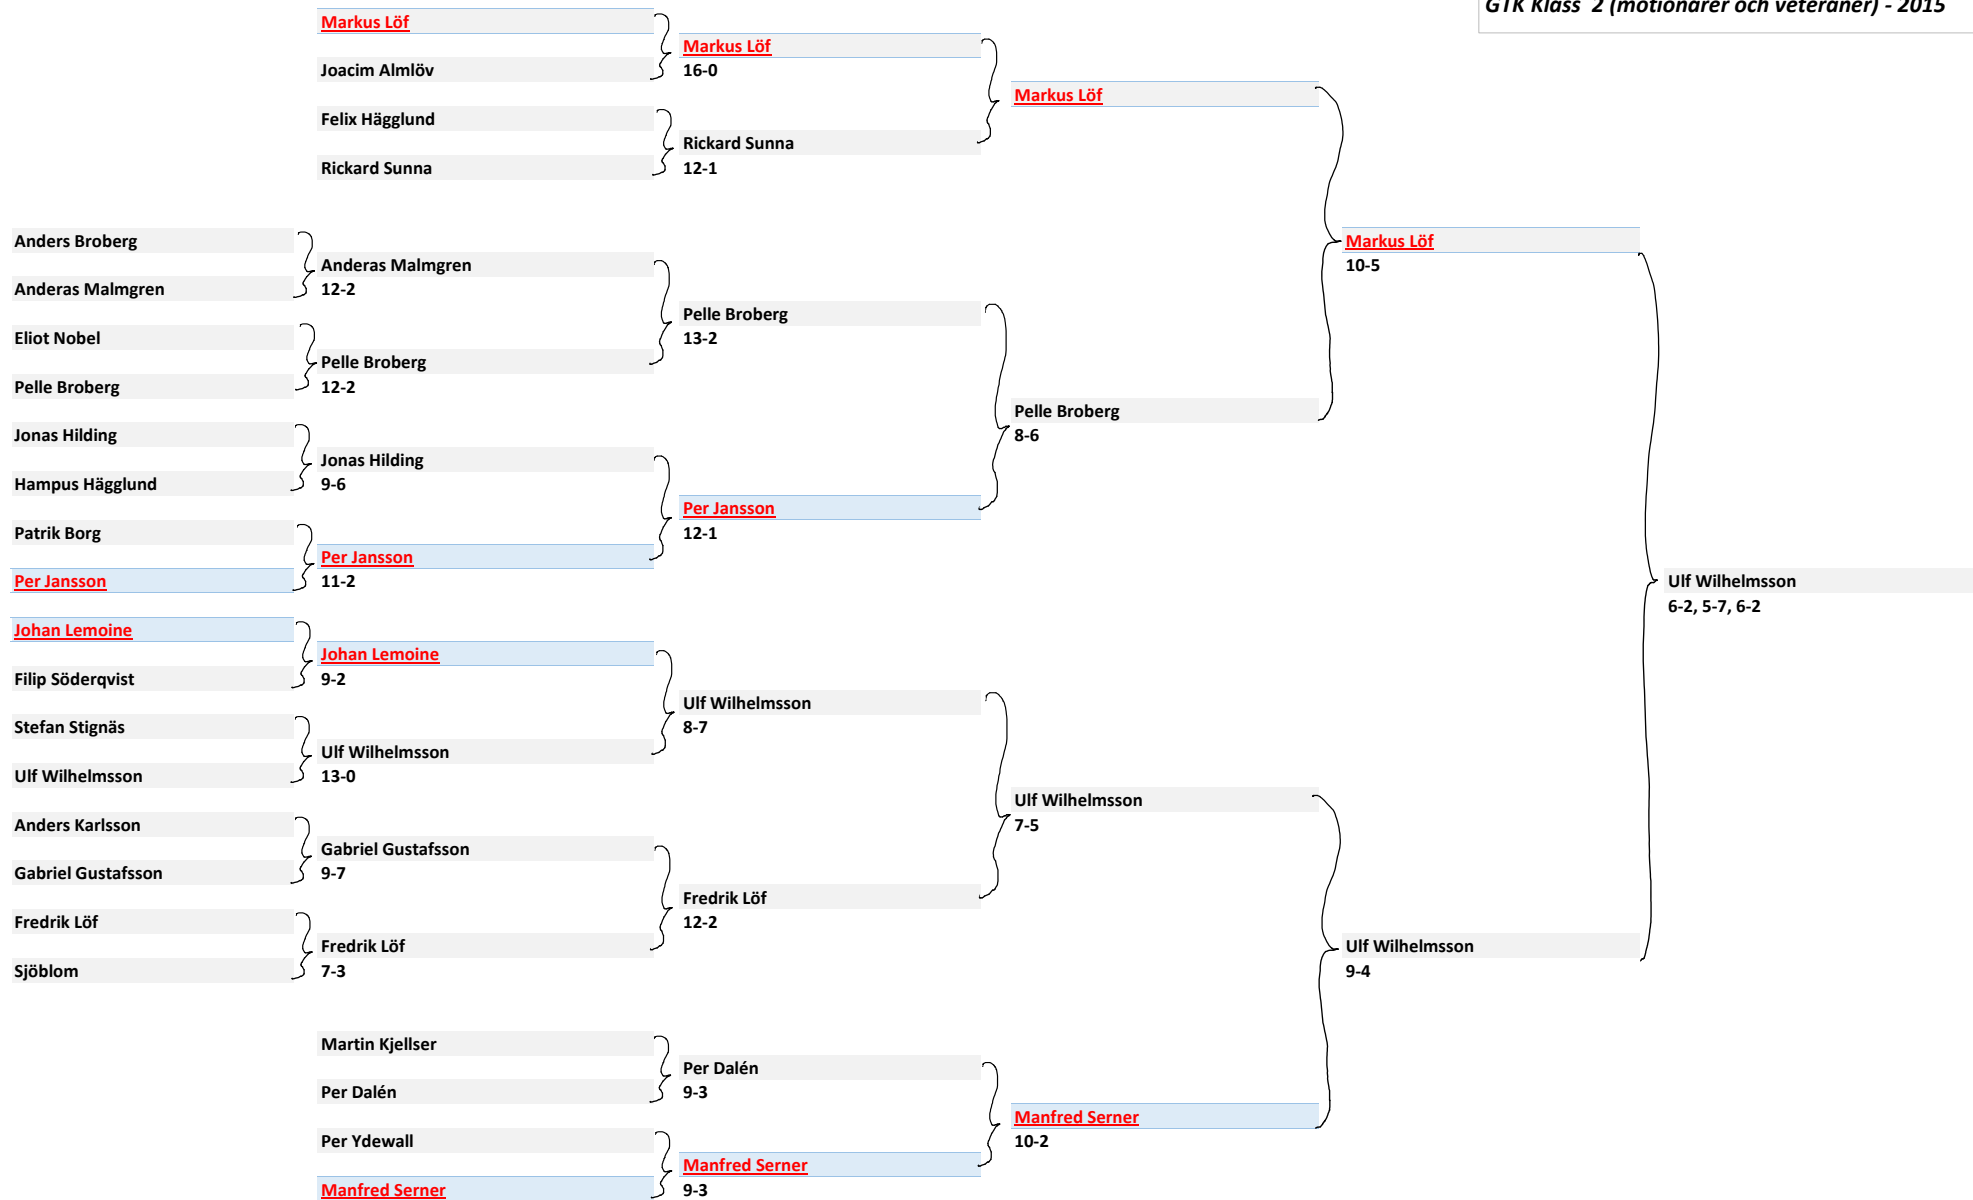 GTK Klass 2 (motionärer och veteraner) - 2015
Markus Löf
Markus Löf
Joacim Almlöv
16-0
Markus Löf
Felix Hägglund
Rickard Sunna
Rickard Sunna
12-1
Anders Broberg
Markus Löf
Anderas Malmgren
10-5
Anderas Malmgren
12-2
Pelle Broberg
Eliot Nobel
13-2
Pelle Broberg
Pelle Broberg
12-2
Pelle Broberg
Jonas Hilding
8-6
Jonas Hilding
Hampus Hägglund
9-6
Per Jansson
Patrik Borg
12-1
Per Jansson
Per Jansson
11-2
Ulf Wilhelmsson
6-2, 5-7, 6-2
Johan Lemoine
Johan Lemoine
Filip Söderqvist
9-2
Ulf Wilhelmsson
Stefan Stignäs
8-7
Ulf Wilhelmsson
Ulf Wilhelmsson
13-0
Ulf Wilhelmsson
Anders Karlsson
7-5
Gabriel Gustafsson
Gabriel Gustafsson
9-7
Fredrik Löf
Fredrik Löf
12-2
Fredrik Löf
Ulf Wilhelmsson
Sjöblom
7-3
9-4
Martin Kjellser
Per Dalén
Per Dalén
9-3
Manfred Serner
Per Ydewall
10-2
Manfred Serner
Manfred Serner
9-3